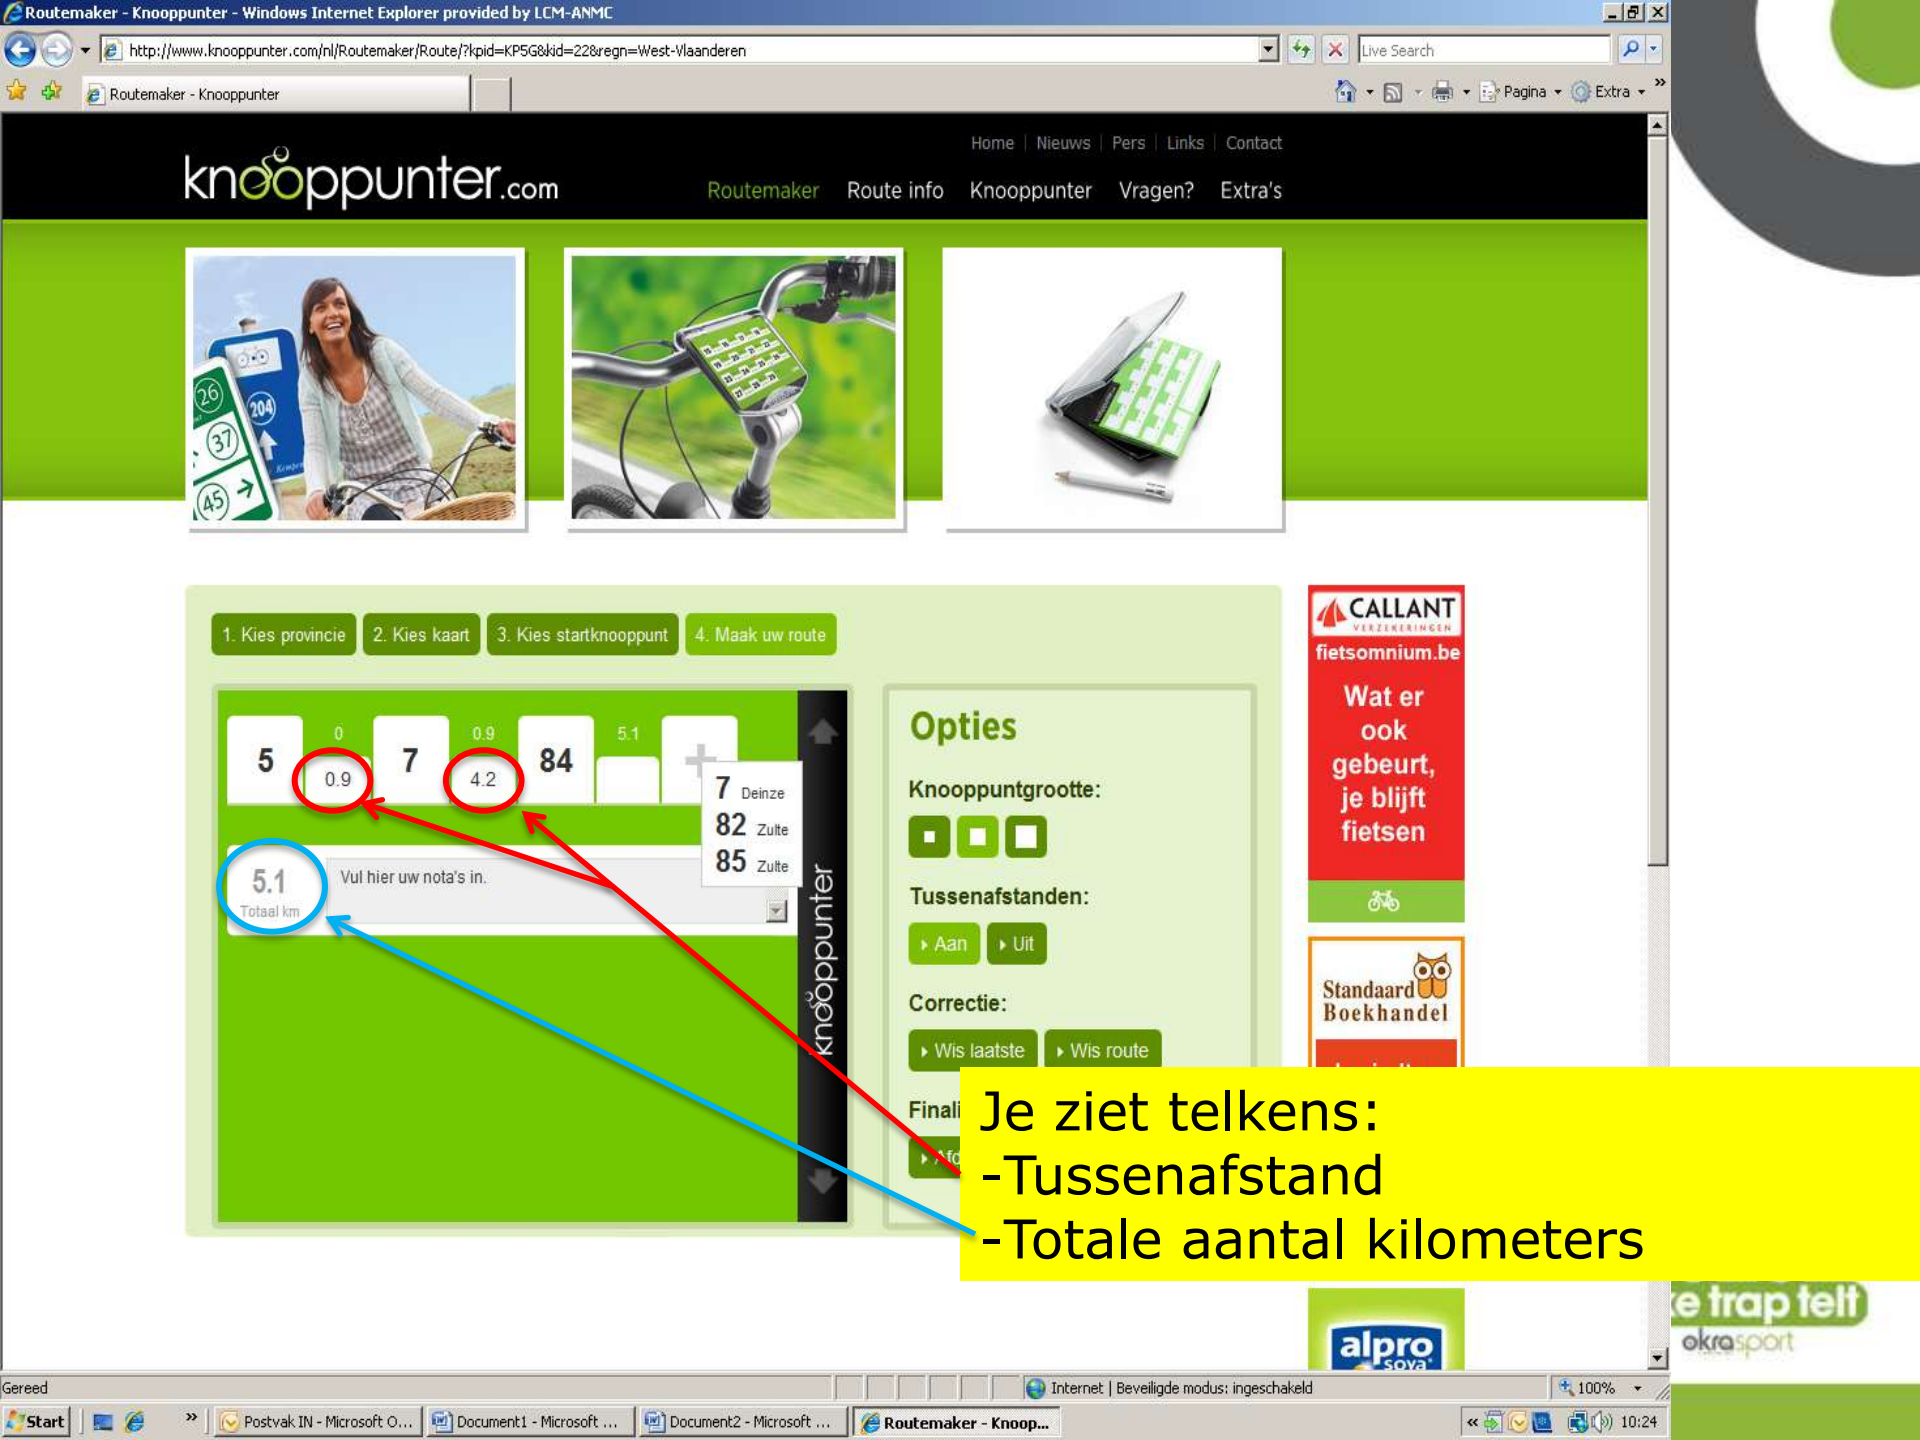 Routemaker - Knooppunter - Windows Internet Explorer provided by LCM-ANMC
http://www.knooppunter.com/nl/Routemaker/Route/?kpid=KP5G&kid=22&regn=West-Vlaanderen
Live Search
Routemaker - Knooppunter
Pagina
Extra
»
Home | Nieuws | Pers | Links | Contact
knooppunter.com
Routemaker Route info Knooppunter Vragen? Extra's
26
204
37
45
1. Kies provincie
2. Kies kaart
3. Kies startknooppunt
4. Maak uw route
5
0
0.9
7
0.9
4.2
84
5.1
+
7 Deinze
82 Zulte
85 Zulte
5.1
Totaal km
Vul hier uw nota's in.
knooppunter
Opties
Knooppuntgrootte:
Tussenafstanden:
Aan
Uit
Correctie:
Wis laatste
Wis route
CALLANT
VERZEKERINGEN
fietsomnium.be
Wat er
ook
gebeurt,
je blijft
fietsen
Standaard
Boekhandel
Je ziet telkens:
-Tussenafstand
-Totale aantal kilometers
alpro
soya
trap telt
okrasport
Gereed
Internet | Beveiligde modus: ingeschakeld
100%
Start
»
Postvak IN - Microsoft O...
Document1 - Microsoft ...
Document2 - Microsoft ...
Routemaker - Knoop...
«
10:24